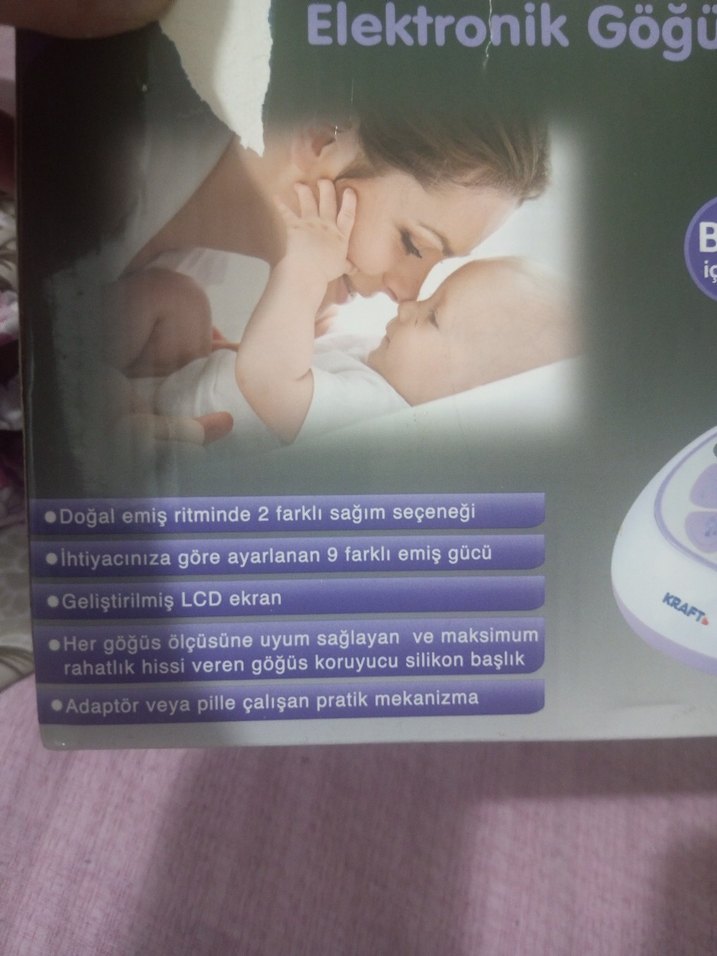 Elektronik
•Doğal emiş ritminde 2 farklı sağım seçeneği
•İhtiyacınıza göre ayarlanan 9 farklı emiş gücü
•Geliştirilmiş LCD ekran
•Her göğüs ölçüsüne uyum sağlayan ve maksimum
rahatlık hissi veren göğüs koruyucu silikon başlık
•Adaptör veya pille çalışan pratik mekanizma
KRAFT